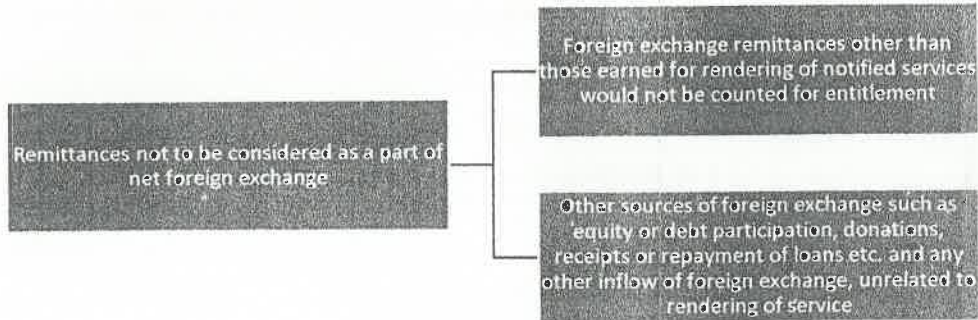 Remittances not to be considered as a part of
net foreign exchange
Foreign exchange remittances other than
those earned for rendering of notified services
would not be counted for entitlement
Other sources of foreign exchange such as
equity or debt participation, donations,
receipts or repayment of loans etc. and any
other inflow of foreign exchange, unrelated to
rendering of service